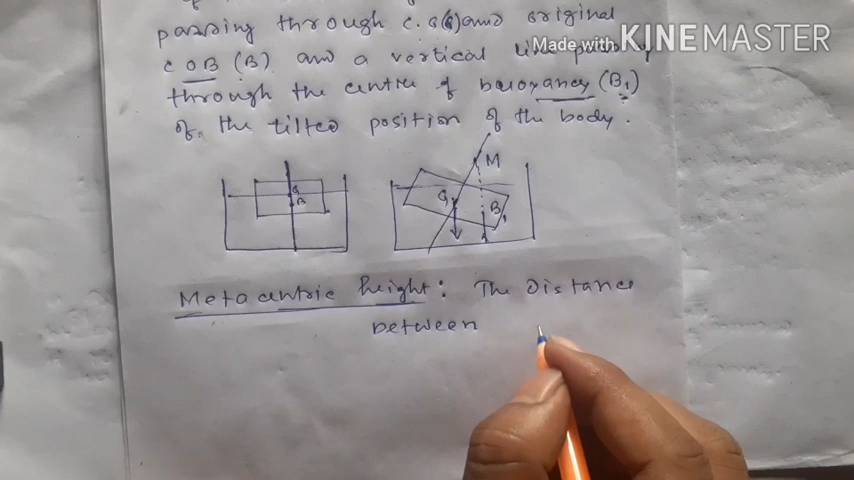 passing through c.G(G) and original
Made with KINEMASTER
c OB (B) and a vertical line passing
through the centre of buoyancy (B1)
of the tilted position of the body.
M
G
B
G
B1
Metacentric height: The Distance
between